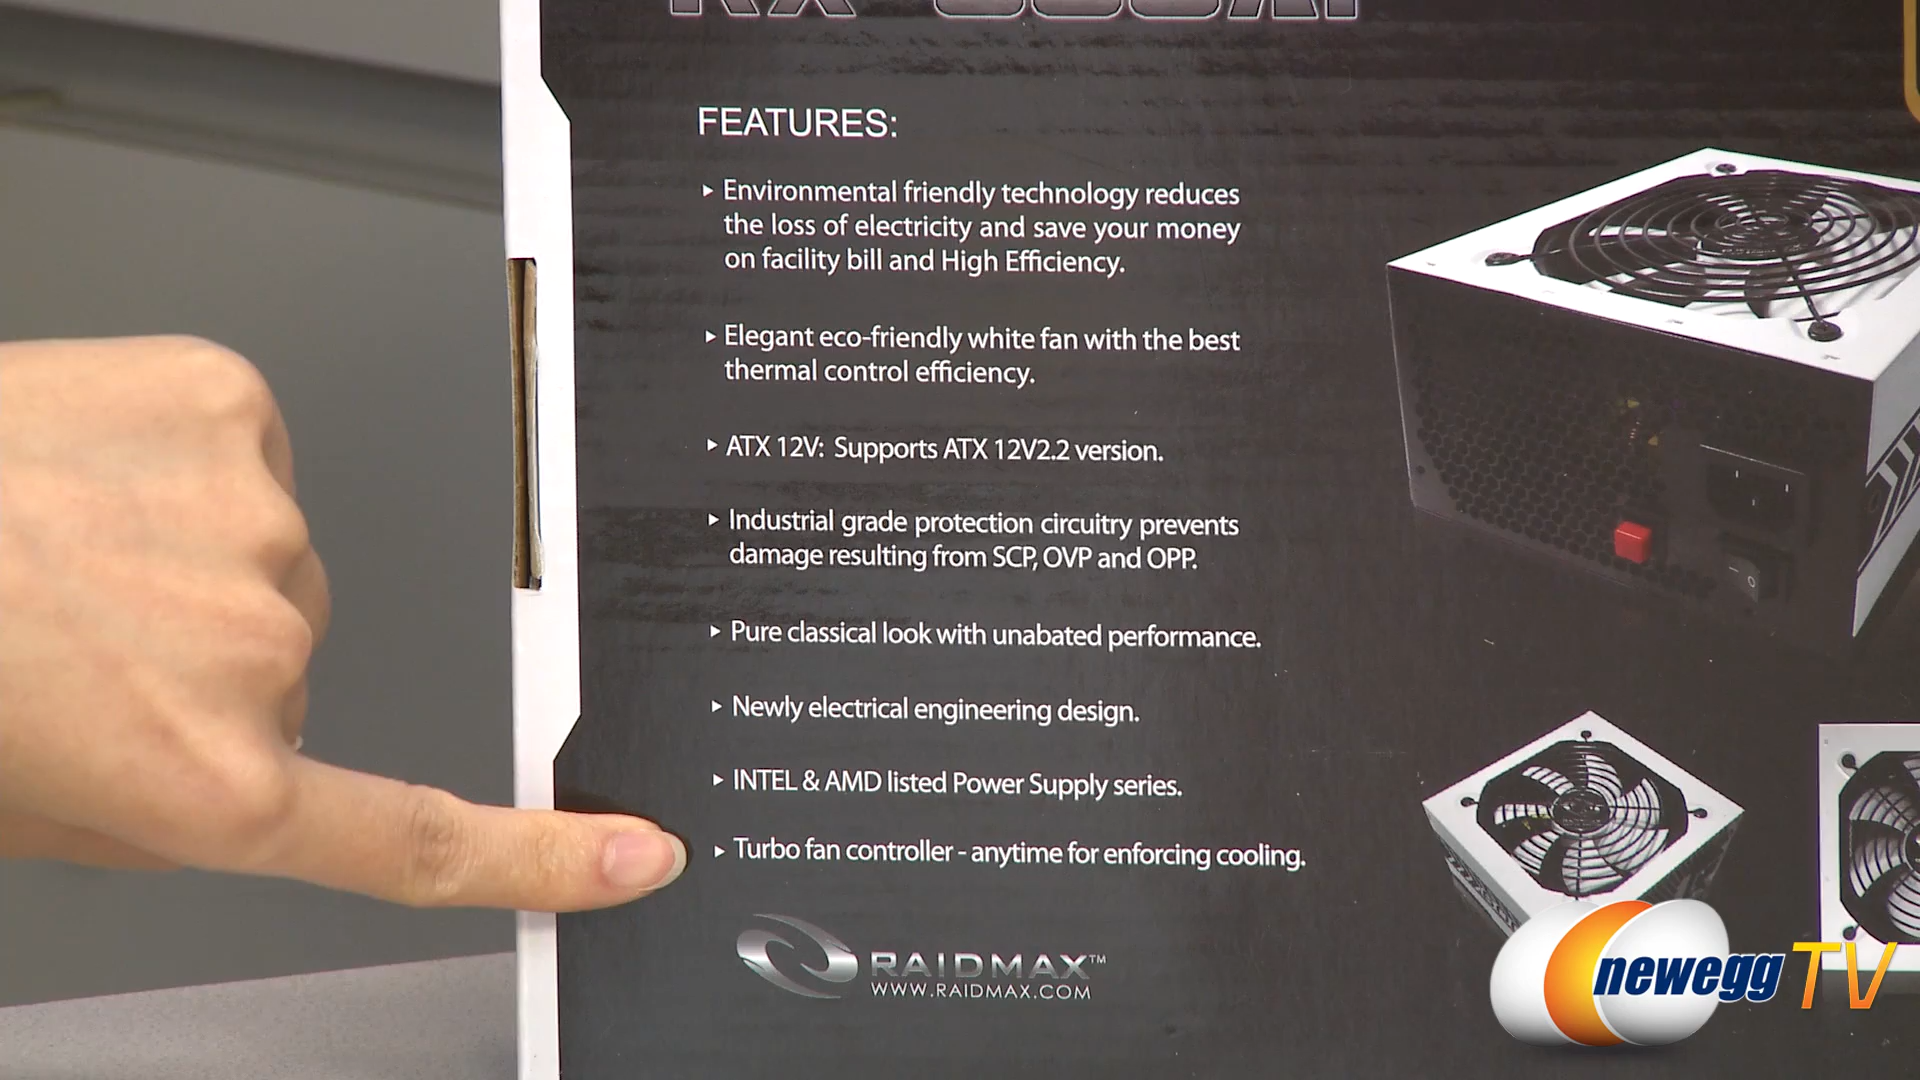 FEATURES:
▸ Environmental friendly technology reduces
the loss of electricity and save your money
on facility bill and High Efficiency.
▸ Elegant eco-friendly white fan with the best
thermal control efficiency.
▸ ATX 12V: Supports ATX 12V2.2 version.
▸ Industrial grade protection circuitry prevents
damage resulting from SCP, OVP and OPP.
▸ Pure classical look with unabated performance.
▸ Newly electrical engineering design.
▸ INTEL & AMD listed Power Supply series.
▸ Turbo fan controller - anytime for enforcing cooling.
RAIDMAX™
WWW.RAIDMAX.COM
newegg TV